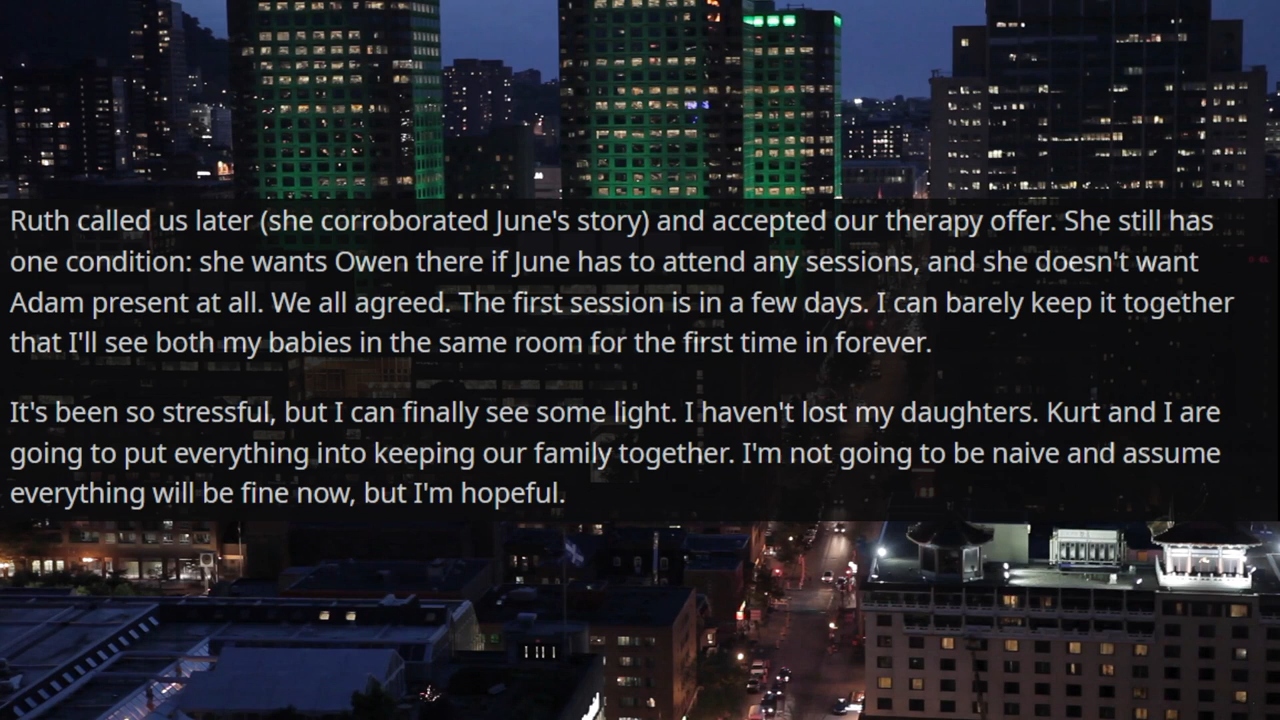 Ruth called us later (she corroborated June's story) and accepted our therapy offer. She still has
one condition: she wants Owen there if June has to attend any sessions, and she doesn't want
Adam present at all. We all agreed. The first session is in a few days. I can barely keep it together
that I'll see both my babies in the same room for the first time in forever.
It's been so stressful, but I can finally see some light. I haven't lost my daughters. Kurt and I are
going to put everything into keeping our family together. I'm not going to be naive and assume
everything will be fine now, but I'm hopeful.